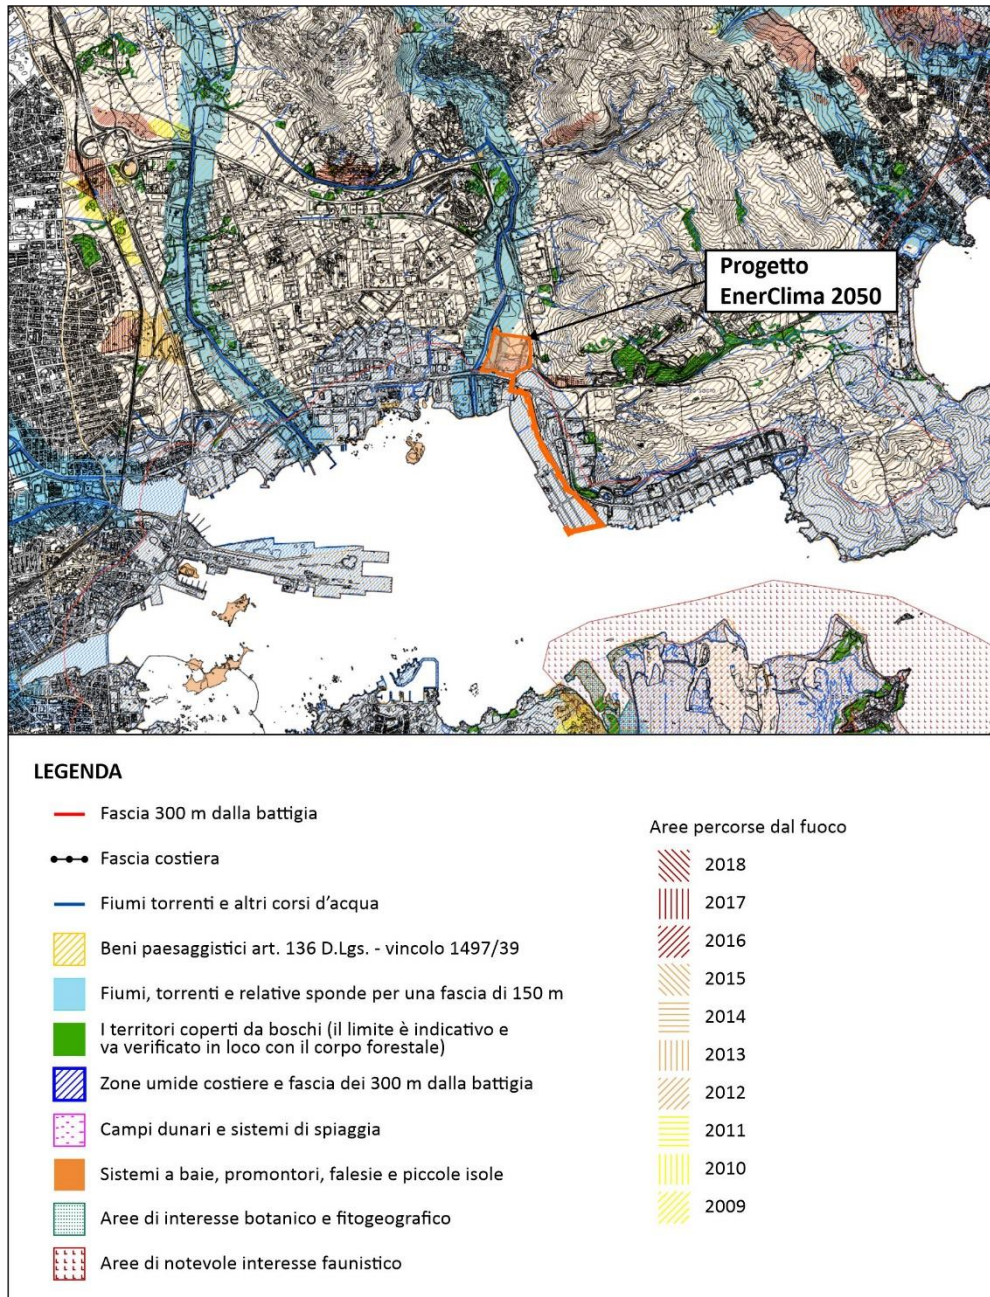 Progetto
EnerClima 2050
LEGENDA
Fascia 300 m dalla battigia
Fascia costiera
Fiumi torrenti e altri corsi d'acqua
Beni paesaggistici art. 136 D.Lgs. - vincolo 1497/39
Fiumi, torrenti e relative sponde per una fascia di 150 m
I territori coperti da boschi (il limite è indicativo e
va verificato in loco con il corpo forestale)
Zone umide costiere e fascia dei 300 m dalla battigia
Campi dunari e sistemi di spiaggia
Sistemi a baie, promontori, falesie e piccole isole
Aree di interesse botanico e fitogeografico
Aree di notevole interesse faunistico
Aree percorse dal fuoco
2018
2017
2016
2015
2014
2013
2012
2011
2010
2009